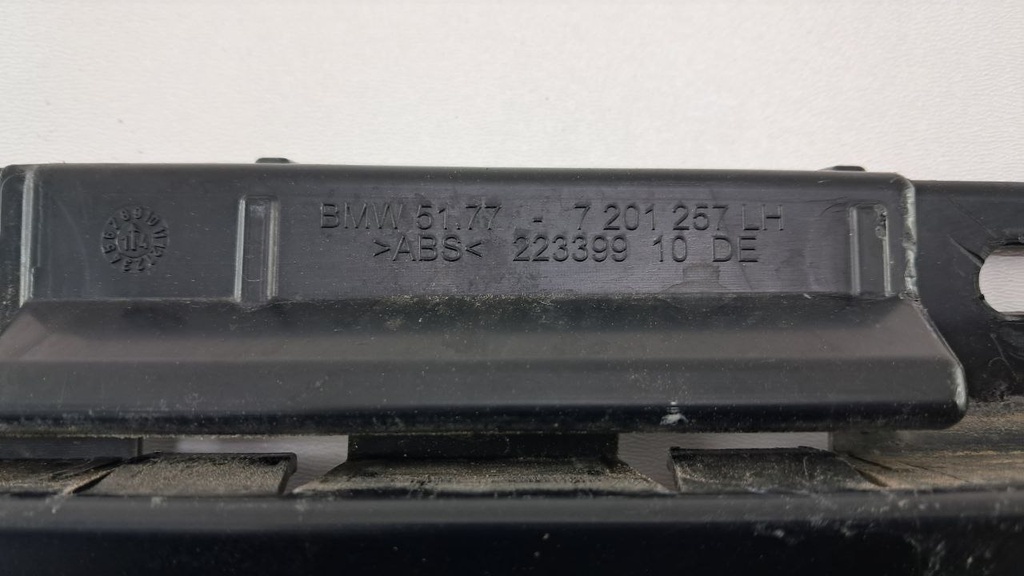 BMW 51.77 - 7 201 257 LH
>ABS< 223399 10 DE